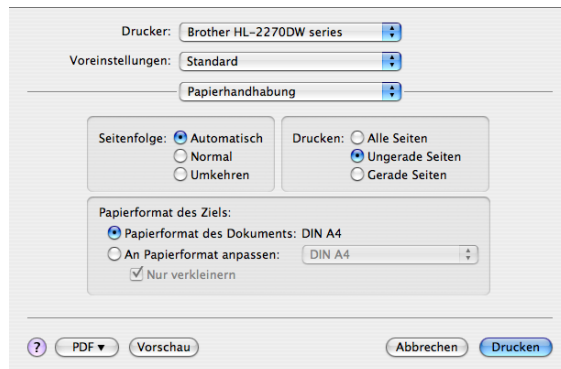 Drucker: Brother HL-2270DW series
Voreinstellungen: Standard
Papierhandhabung
Seitenfolge: Automatisch
Normal
Umkehren
Drucken: Alle Seiten
Ungerade Seiten
Gerade Seiten
Papierformat des Ziels:
Papierformat des Dokuments: DIN A4
An Papierformat anpassen: DIN A4
Nur verkleinern
? PDF ▼ Vorschau Abbrechen Drucken